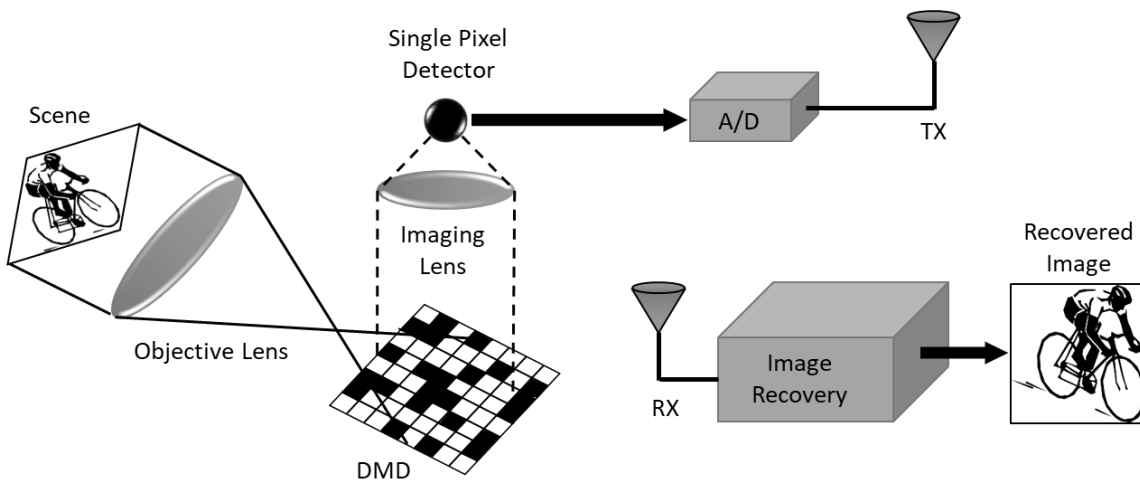 Single Pixel
Detector
Scene
A/D
TX
Imaging
Lens
Recovered
Image
Objective Lens
Image
Recovery
RX
DMD